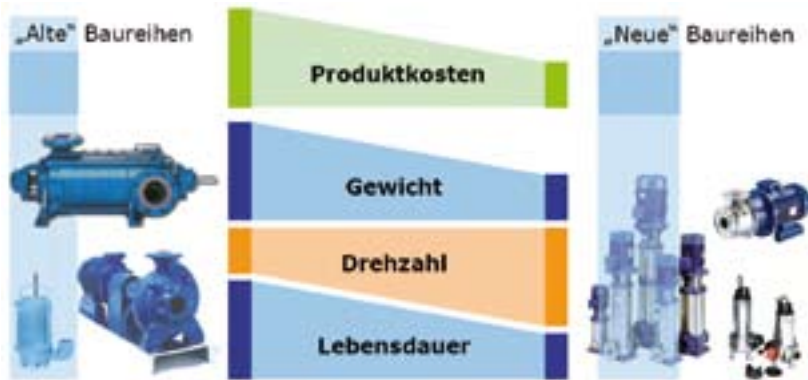 „Alte“ Baureihen
„Neue“ Baureihen
Produktkosten
Gewicht
Drehzahl
Lebensdauer